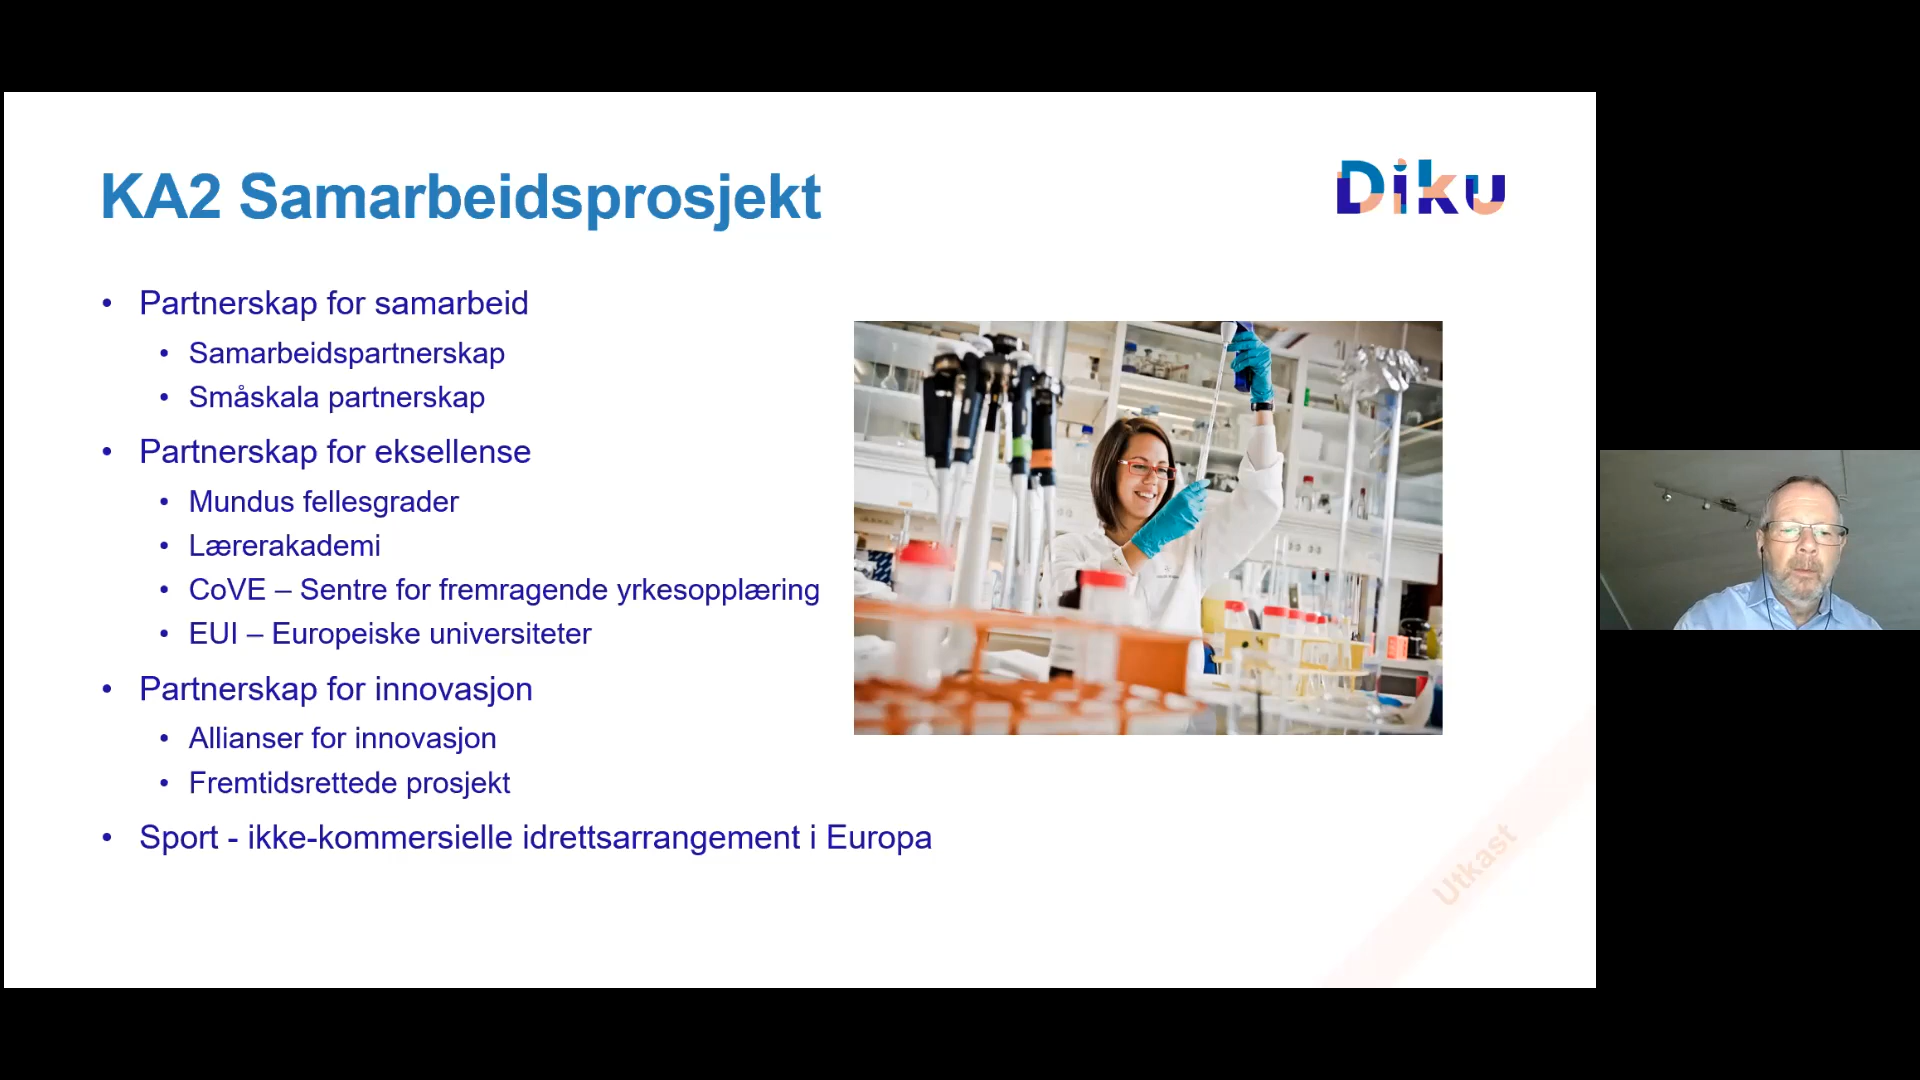 KA2 Samarbeidsprosjekt
Diku
• Partnerskap for samarbeid
• Samarbeidspartnerskap
• Småskala partnerskap
• Partnerskap for eksellense
• Mundus fellesgrader
• Lærerakademi
• CoVE – Sentre for fremragende yrkesopplæring
• EUI – Europeiske universiteter
• Partnerskap for innovasjon
• Allianser for innovasjon
• Fremtidsrettede prosjekt
• Sport - ikke-kommersielle idrettsarrangement i Europa
Utkast